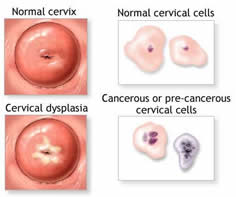 Normal cervix
Normal cervical cells
Cervical dysplasia
Cancerous or pre-cancerous
cervical cells